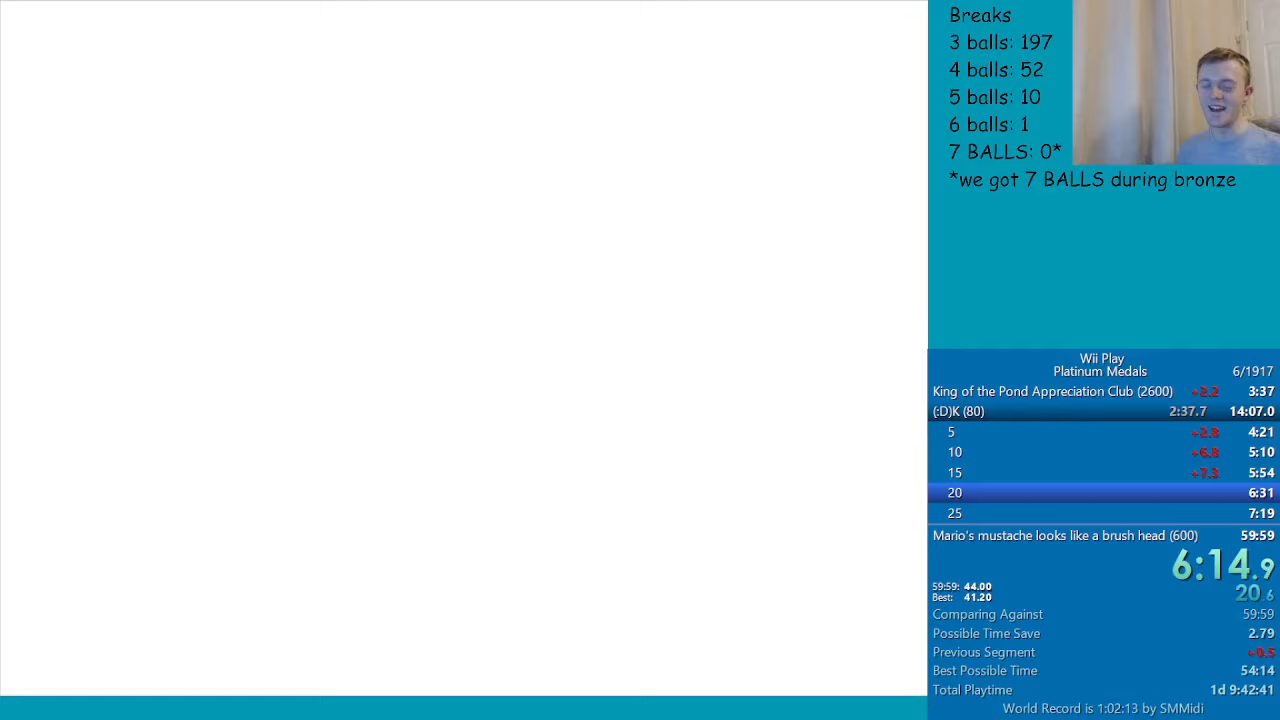 Breaks
3 balls: 197
4 balls: 52
5 balls: 10
6 balls: 1
7 BALLS: 0*
*we got 7 BALLS during bronze
Wii Play
Platinum Medals 6/1917
King of the Pond Appreciation Club (2600) +2.2 3:37
(:D)K (80) 2:37.7 14:07.0
5 +2.8 4:21
10 +6.8 5:10
15 +7.3 5:54
20 6:31
25 7:19
Mario's mustache looks like a brush head (600) 59:59
6:14.9
59:59: 44.00
Best: 41.20
20.6
Comparing Against 59:59
Possible Time Save 2.79
Previous Segment +0.5
Best Possible Time 54:14
Total Playtime 1d 9:42:41
World Record is 1:02:13 by SMMidi